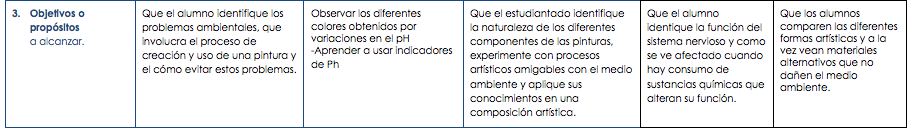 3. Objetivos o
propósitos
a alcanzar.
Que el alumno identifique los
problemas ambientales, que
involucra el proceso de
creación y uso de una pintura y
el cómo evitar estos problemas.
Observar los diferentes
colores obtenidos por
variaciones en el pH
-Aprender a usar indicadores
de Ph
Que el estudiantado identifique
la naturaleza de los diferentes
componentes de las pinturas,
experimente con procesos
artísticos amigables con el medio
ambiente y aplique sus
conocimientos en una
composición artística.
Que el alumno
identifique la función del
sistema nervioso y como
se ve afectado cuando
hay consumo de
sustancias químicas que
alteran su función.
Que los alumnos
comparen las diferentes
formas artísticas y a la
vez vean materiales
alternativos que no
dañen el medio
ambiente.